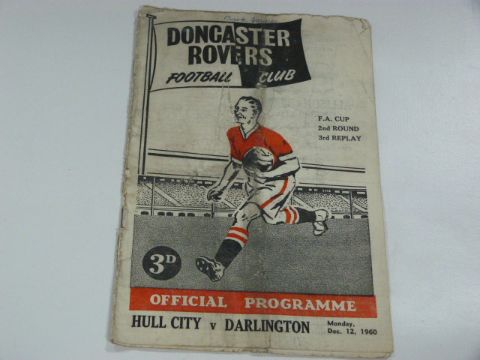 DONCASTER
ROVERS
FOOTBALL CLUB
F.A. CUP
2nd ROUND
3rd REPLAY
3D
OFFICIAL PROGRAMME
HULL CITY v DARLINGTON
Monday,
Dec. 12, 1960